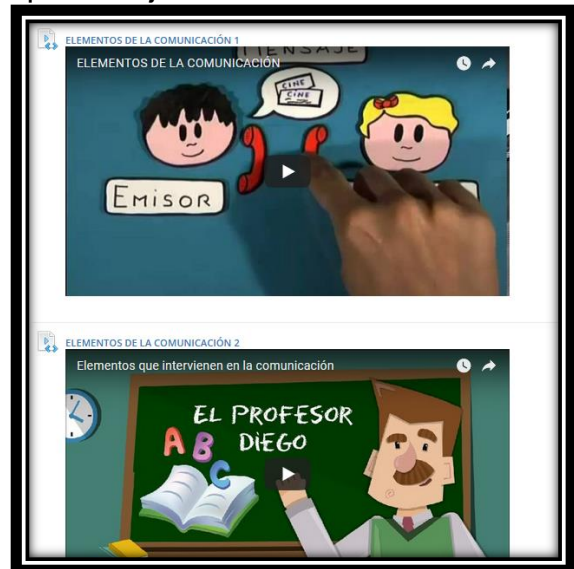 ELEMENTOS DE LA COMUNICACIÓN 1
MENSAJE
ELEMENTOS DE LA COMUNICACIÓN
CINE
CINE
EMISOR
ELEMENTOS DE LA COMUNICACIÓN 2
Elementos que intervienen en la comunicación
EL PROFESOR
DIEGO
A
B
C